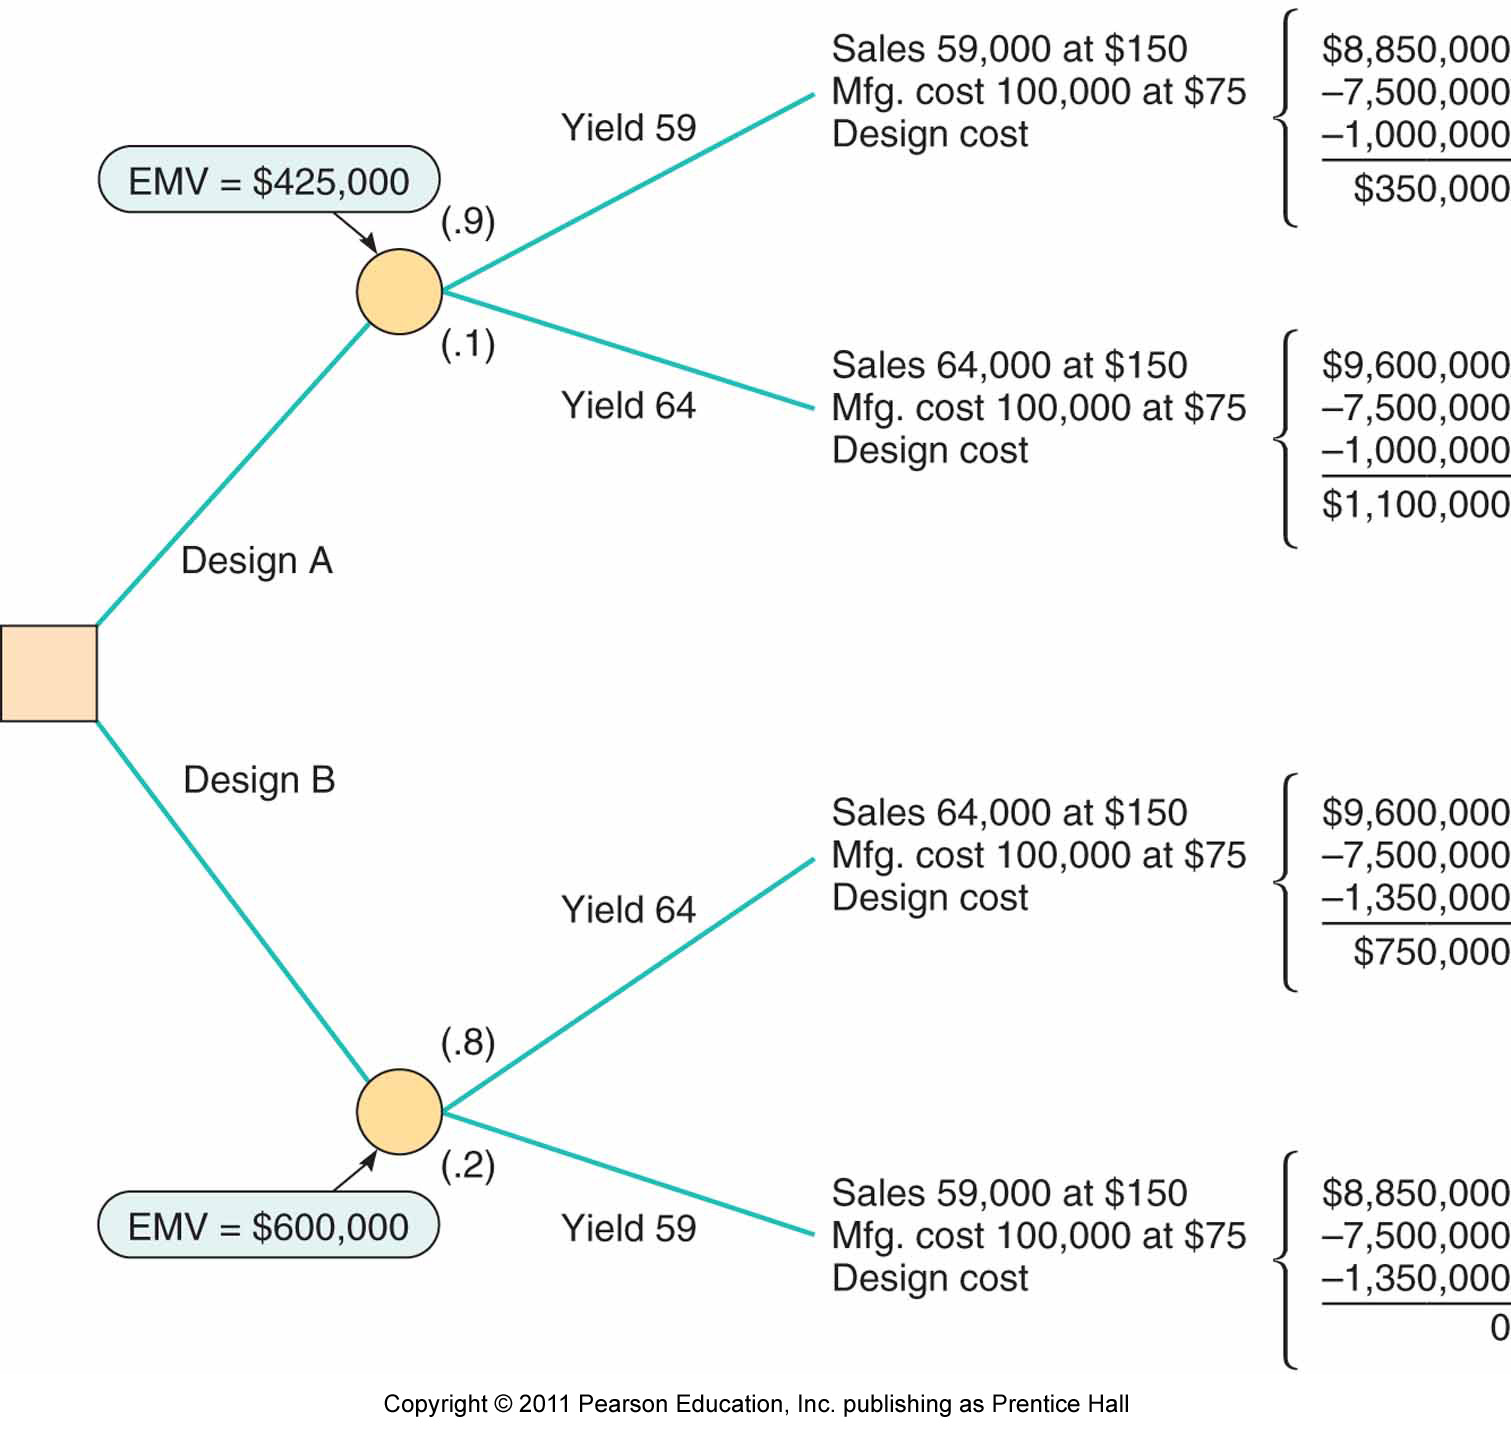 Sales 59,000 at $150 $8,850,000
Mfg. cost 100,000 at $75 –7,500,000
Design cost –1,000,000
$350,000
Yield 59
EMV = $425,000
(.9)
(.1)
Yield 64
Sales 64,000 at $150 $9,600,000
Mfg. cost 100,000 at $75 –7,500,000
Design cost –1,000,000
$1,100,000
Design A
Design B
Sales 64,000 at $150 $9,600,000
Mfg. cost 100,000 at $75 –7,500,000
Design cost –1,350,000
$750,000
Yield 64
(.8)
(.2)
EMV = $600,000
Yield 59
Sales 59,000 at $150 $8,850,000
Mfg. cost 100,000 at $75 –7,500,000
Design cost –1,350,000
0
Copyright © 2011 Pearson Education, Inc. publishing as Prentice Hall